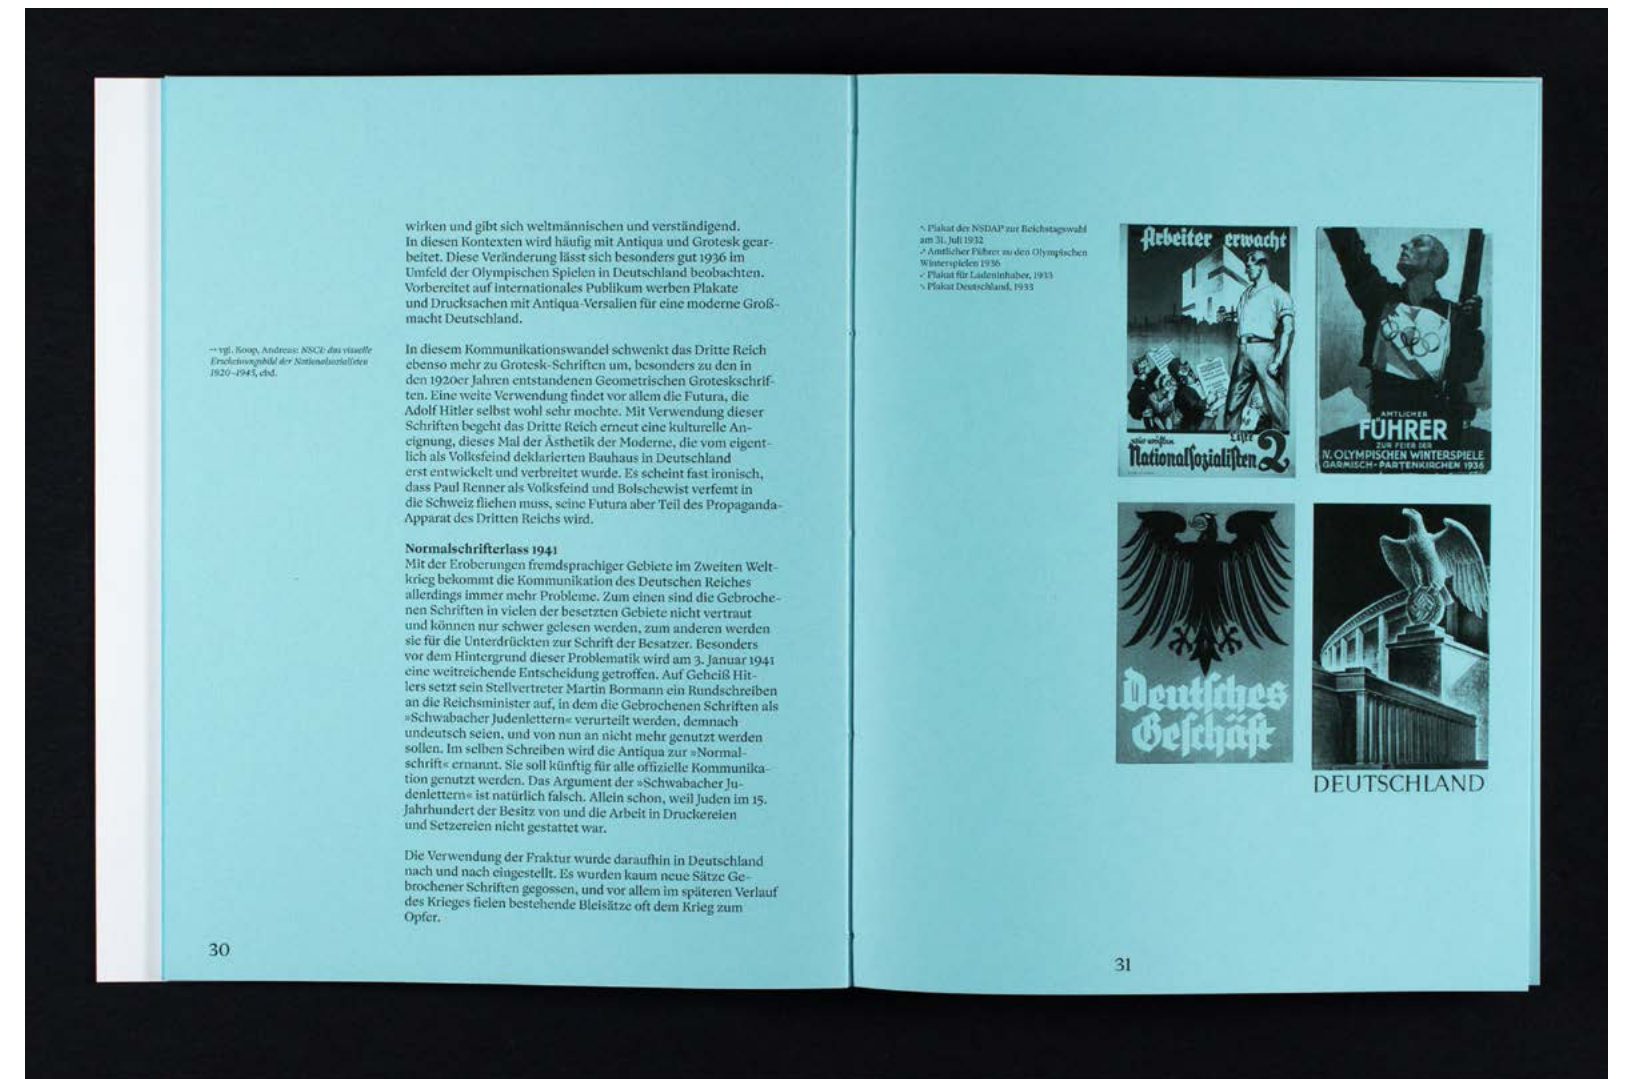 wirken und gibt sich weltmännischen und verständigend.
In diesen Kontexten wird häufig mit Antiqua und Grotesk gear-
beitet. Diese Veränderung lässt sich besonders gut 1936 im
Umfeld der Olympischen Spielen in Deutschland beobachten.
Vorbereitet auf internationales Publikum werben Plakate
und Drucksachen mit Antiqua-Versalien für eine moderne Groß-
macht Deutschland.
→ vgl. Koop, Andreas: NSCI: das visuelle
Erscheinungsbild der Nationalsozialisten
1920–1945, ebd.
In diesem Kommunikationswandel schwenkt das Dritte Reich
ebenso mehr zu Grotesk-Schriften um, besonders zu den in
den 1920er Jahren entstandenen Geometrischen Groteskschrif-
ten. Eine weite Verwendung findet vor allem die Futura, die
Adolf Hitler selbst wohl sehr mochte. Mit Verwendung dieser
Schriften begeht das Dritte Reich erneut eine kulturelle An-
eignung, dieses Mal der Ästhetik der Moderne, die vom eigent-
lich als Volksfeind deklarierten Bauhaus in Deutschland
erst entwickelt und verbreitet wurde. Es scheint fast ironisch,
dass Paul Renner als Volksfeind und Bolschewist verfemt in
die Schweiz fliehen muss, seine Futura aber Teil des Propaganda-
Apparat des Dritten Reichs wird.
Normalschrifterlass 1941
Mit der Eroberungen fremdsprachiger Gebiete im Zweiten Welt-
krieg bekommt die Kommunikation des Deutschen Reiches
allerdings immer mehr Probleme. Zum einen sind die Gebroche-
nen Schriften in vielen der besetzten Gebiete nicht vertraut
und können nur schwer gelesen werden, zum anderen werden
sie für die Unterdrückten zur Schrift der Besatzer. Besonders
vor dem Hintergrund dieser Problematik wird am 3. Januar 1941
eine weitreichende Entscheidung getroffen. Auf Geheiß Hit-
lers setzt sein Stellvertreter Martin Bormann ein Rundschreiben
an die Reichsminister auf, in dem die Gebrochenen Schriften als
»Schwabacher Judenlettern« verurteilt werden, demnach
undeutsch seien, und von nun an nicht mehr genutzt werden
sollen. Im selben Schreiben wird die Antiqua zur »Normal-
schrift« ernannt. Sie soll künftig für alle offizielle Kommunika-
tion genutzt werden. Das Argument der »Schwabacher Ju-
denlettern« ist natürlich falsch. Allein schon, weil Juden im 15.
Jahrhundert der Besitz von und die Arbeit in Druckereien
und Setzereien nicht gestattet war.
Die Verwendung der Fraktur wurde daraufhin in Deutschland
nach und nach eingestellt. Es wurden kaum neue Sätze Ge-
brochener Schriften gegossen, und vor allem im späteren Verlauf
des Krieges fielen bestehende Bleisätze oft dem Krieg zum
Opfer.
30
↖ Plakat der NSDAP zur Reichstagswahl
am 31. Juli 1932
↗ Amtlicher Führer zu den Olympischen
Winterspielen 1936
↙ Plakat für Ladeninhaber, 1933
↘ Plakat Deutschland, 1933
Arbeiter erwacht
Liste
Nationalsozialisten 2
AMTLICHER
FÜHRER
ZUR FEIER DER
IV. OLYMPISCHEN WINTERSPIELE
GARMISCH-PARTENKIRCHEN 1936
Deutsches
Geschäft
DEUTSCHLAND
31